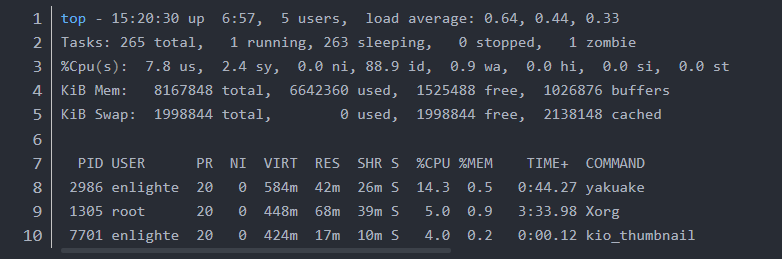 1 top - 15:20:30 up  6:57,  5 users,  load average: 0.64, 0.44, 0.33
2 Tasks: 265 total,   1 running, 263 sleeping,   0 stopped,   1 zombie
3 %Cpu(s):  7.8 us,  2.4 sy,  0.0 ni, 88.9 id,  0.9 wa,  0.0 hi,  0.0 si,  0.0 st
4 KiB Mem:   8167848 total,  6642360 used,  1525488 free,  1026876 buffers
5 KiB Swap:  1998844 total,        0 used,  1998844 free,  2138148 cached
6
7   PID USER      PR  NI  VIRT  RES  SHR S  %CPU %MEM    TIME+  COMMAND
8  2986 enlighte  20   0  584m  42m  26m S  14.3  0.5   0:44.27 yakuake
9  1305 root      20   0  448m  68m  39m S   5.0  0.9   3:33.98 Xorg
10  7701 enlighte  20   0  424m  17m  10m S   4.0  0.2   0:00.12 kio_thumbnail